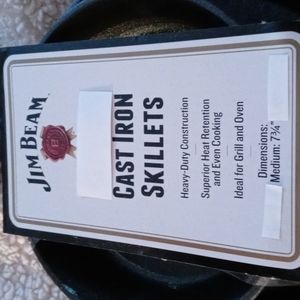 JIM BEAM
CAST IRON
SKILLETS
Heavy-Duty Construction
Superior Heat Retention
and Even Cooking
Ideal for Grill and Oven
Dimensions:
Medium: 7¾"